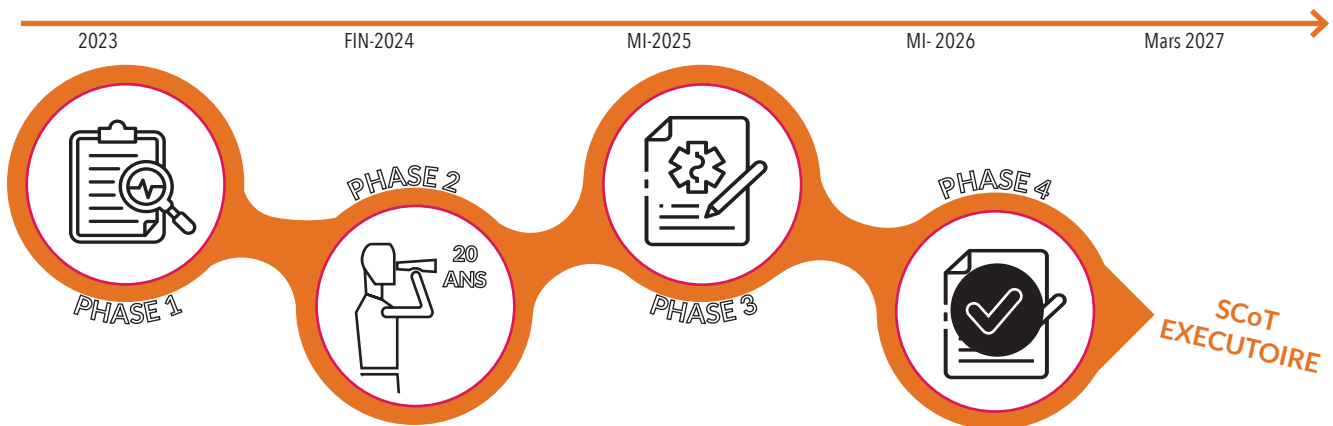 2023
FIN-2024
MI-2025
MI- 2026
Mars 2027
PHASE 1
PHASE 2
20
ANS
PHASE 3
PHASE 4
SCoT
EXECUTOIRE